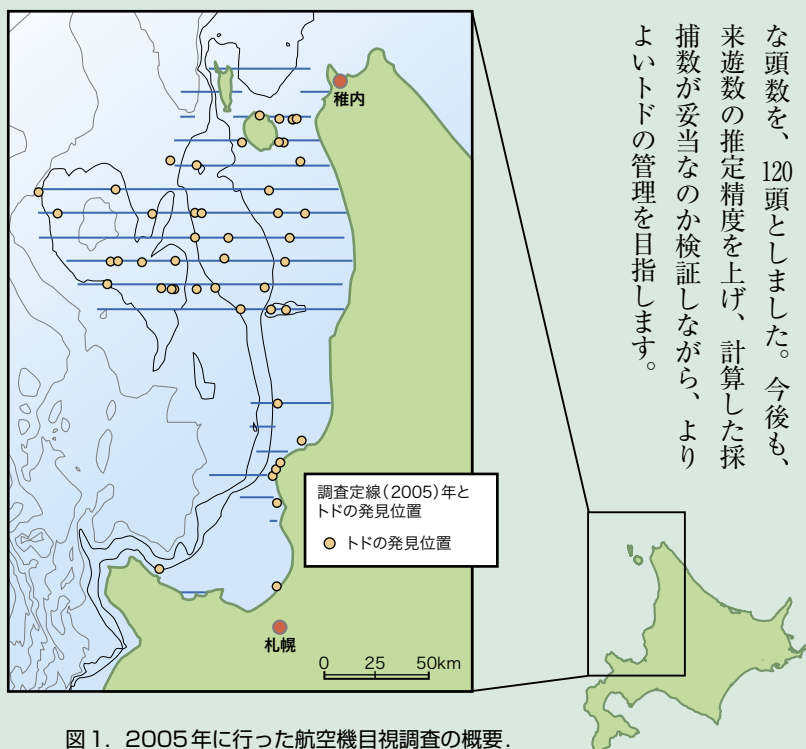 な頭数を、120頭としました。今後も、
来遊数の推定精度を上げ、計算した採
捕数が妥当なのか検証しながら、より
よいトドの管理を目指します。
稚内
調査定線(2005)年と
トドの発見位置
トドの発見位置
札幌
0 25 50km
図1. 2005年に行った航空機目視調査の概要.